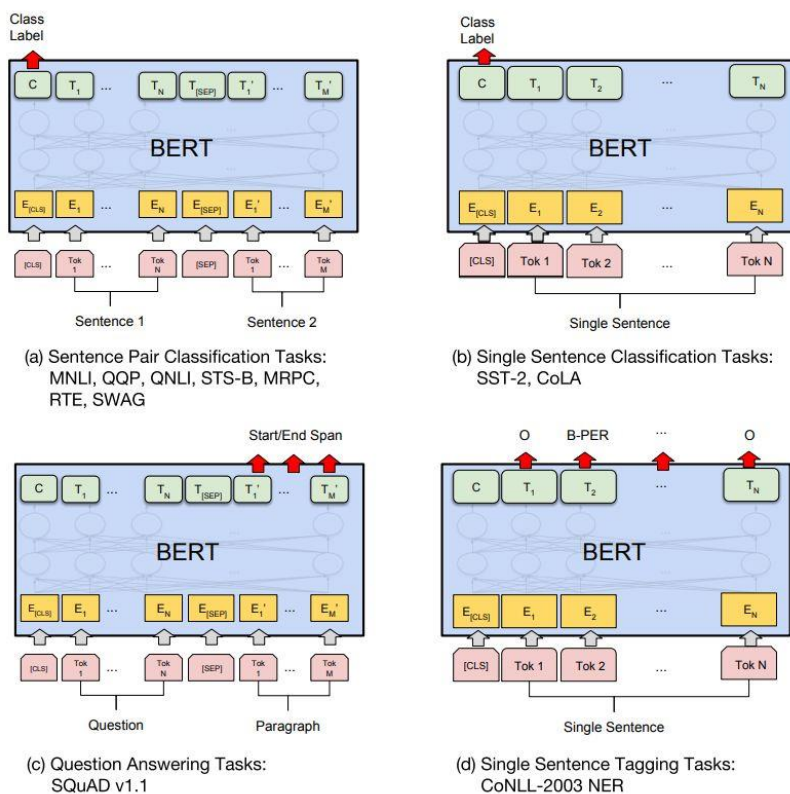 Class
Label
C T1 ... TN T[SEP] T1' ... TM'
BERT
E[CLS] E1 ... EN E[SEP] E1' ... EM'
[CLS] Tok 1 ... Tok N [SEP] Tok 1 ... Tok M
Sentence 1 Sentence 2
(a) Sentence Pair Classification Tasks:
MNLI, QQP, QNLI, STS-B, MRPC,
RTE, SWAG
Class
Label
C T1 T2 ... TN
BERT
E[CLS] E1 E2 ... EN
[CLS] Tok 1 Tok 2 ... Tok N
Single Sentence
(b) Single Sentence Classification Tasks:
SST-2, CoLA
Start/End Span
C T1 ... TN T[SEP] T1' ... TM'
BERT
E[CLS] E1 ... EN E[SEP] E1' ... EM'
[CLS] Tok 1 ... Tok N [SEP] Tok 1 ... Tok M
Question Paragraph
(c) Question Answering Tasks:
SQuAD v1.1
O B-PER ... O
C T1 T2 ... TN
BERT
E[CLS] E1 E2 ... EN
[CLS] Tok 1 Tok 2 ... Tok N
Single Sentence
(d) Single Sentence Tagging Tasks:
CoNLL-2003 NER